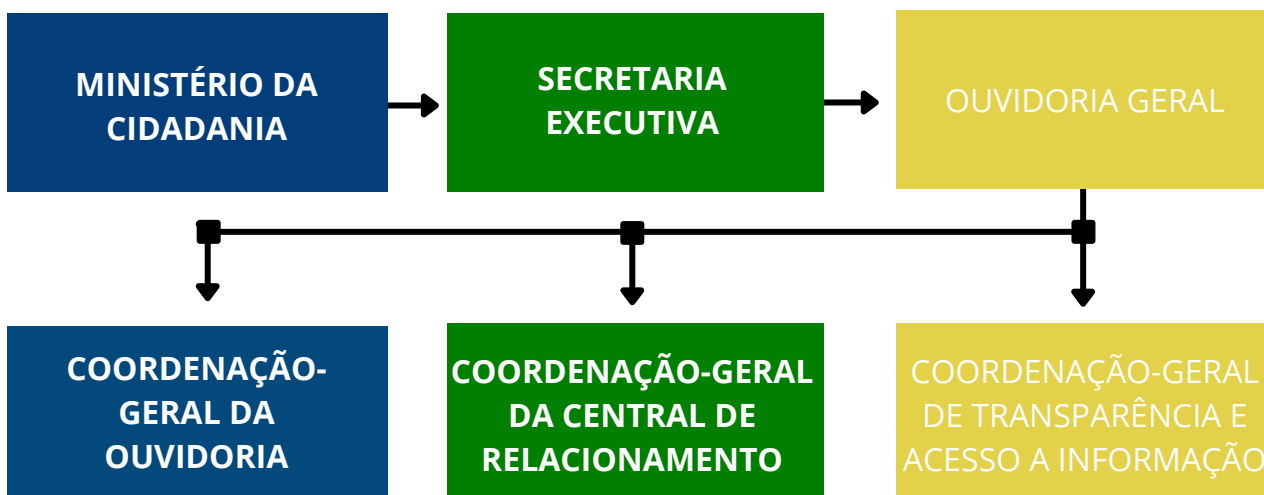 MINISTÉRIO DA
CIDADANIA
SECRETARIA
EXECUTIVA
OUVIDORIA GERAL
COORDENAÇÃO-
GERAL DA
OUVIDORIA
COORDENAÇÃO-GERAL
DA CENTRAL DE
RELACIONAMENTO
COORDENAÇÃO-GERAL
DE TRANSPARÊNCIA E
ACESSO A INFORMAÇÃO